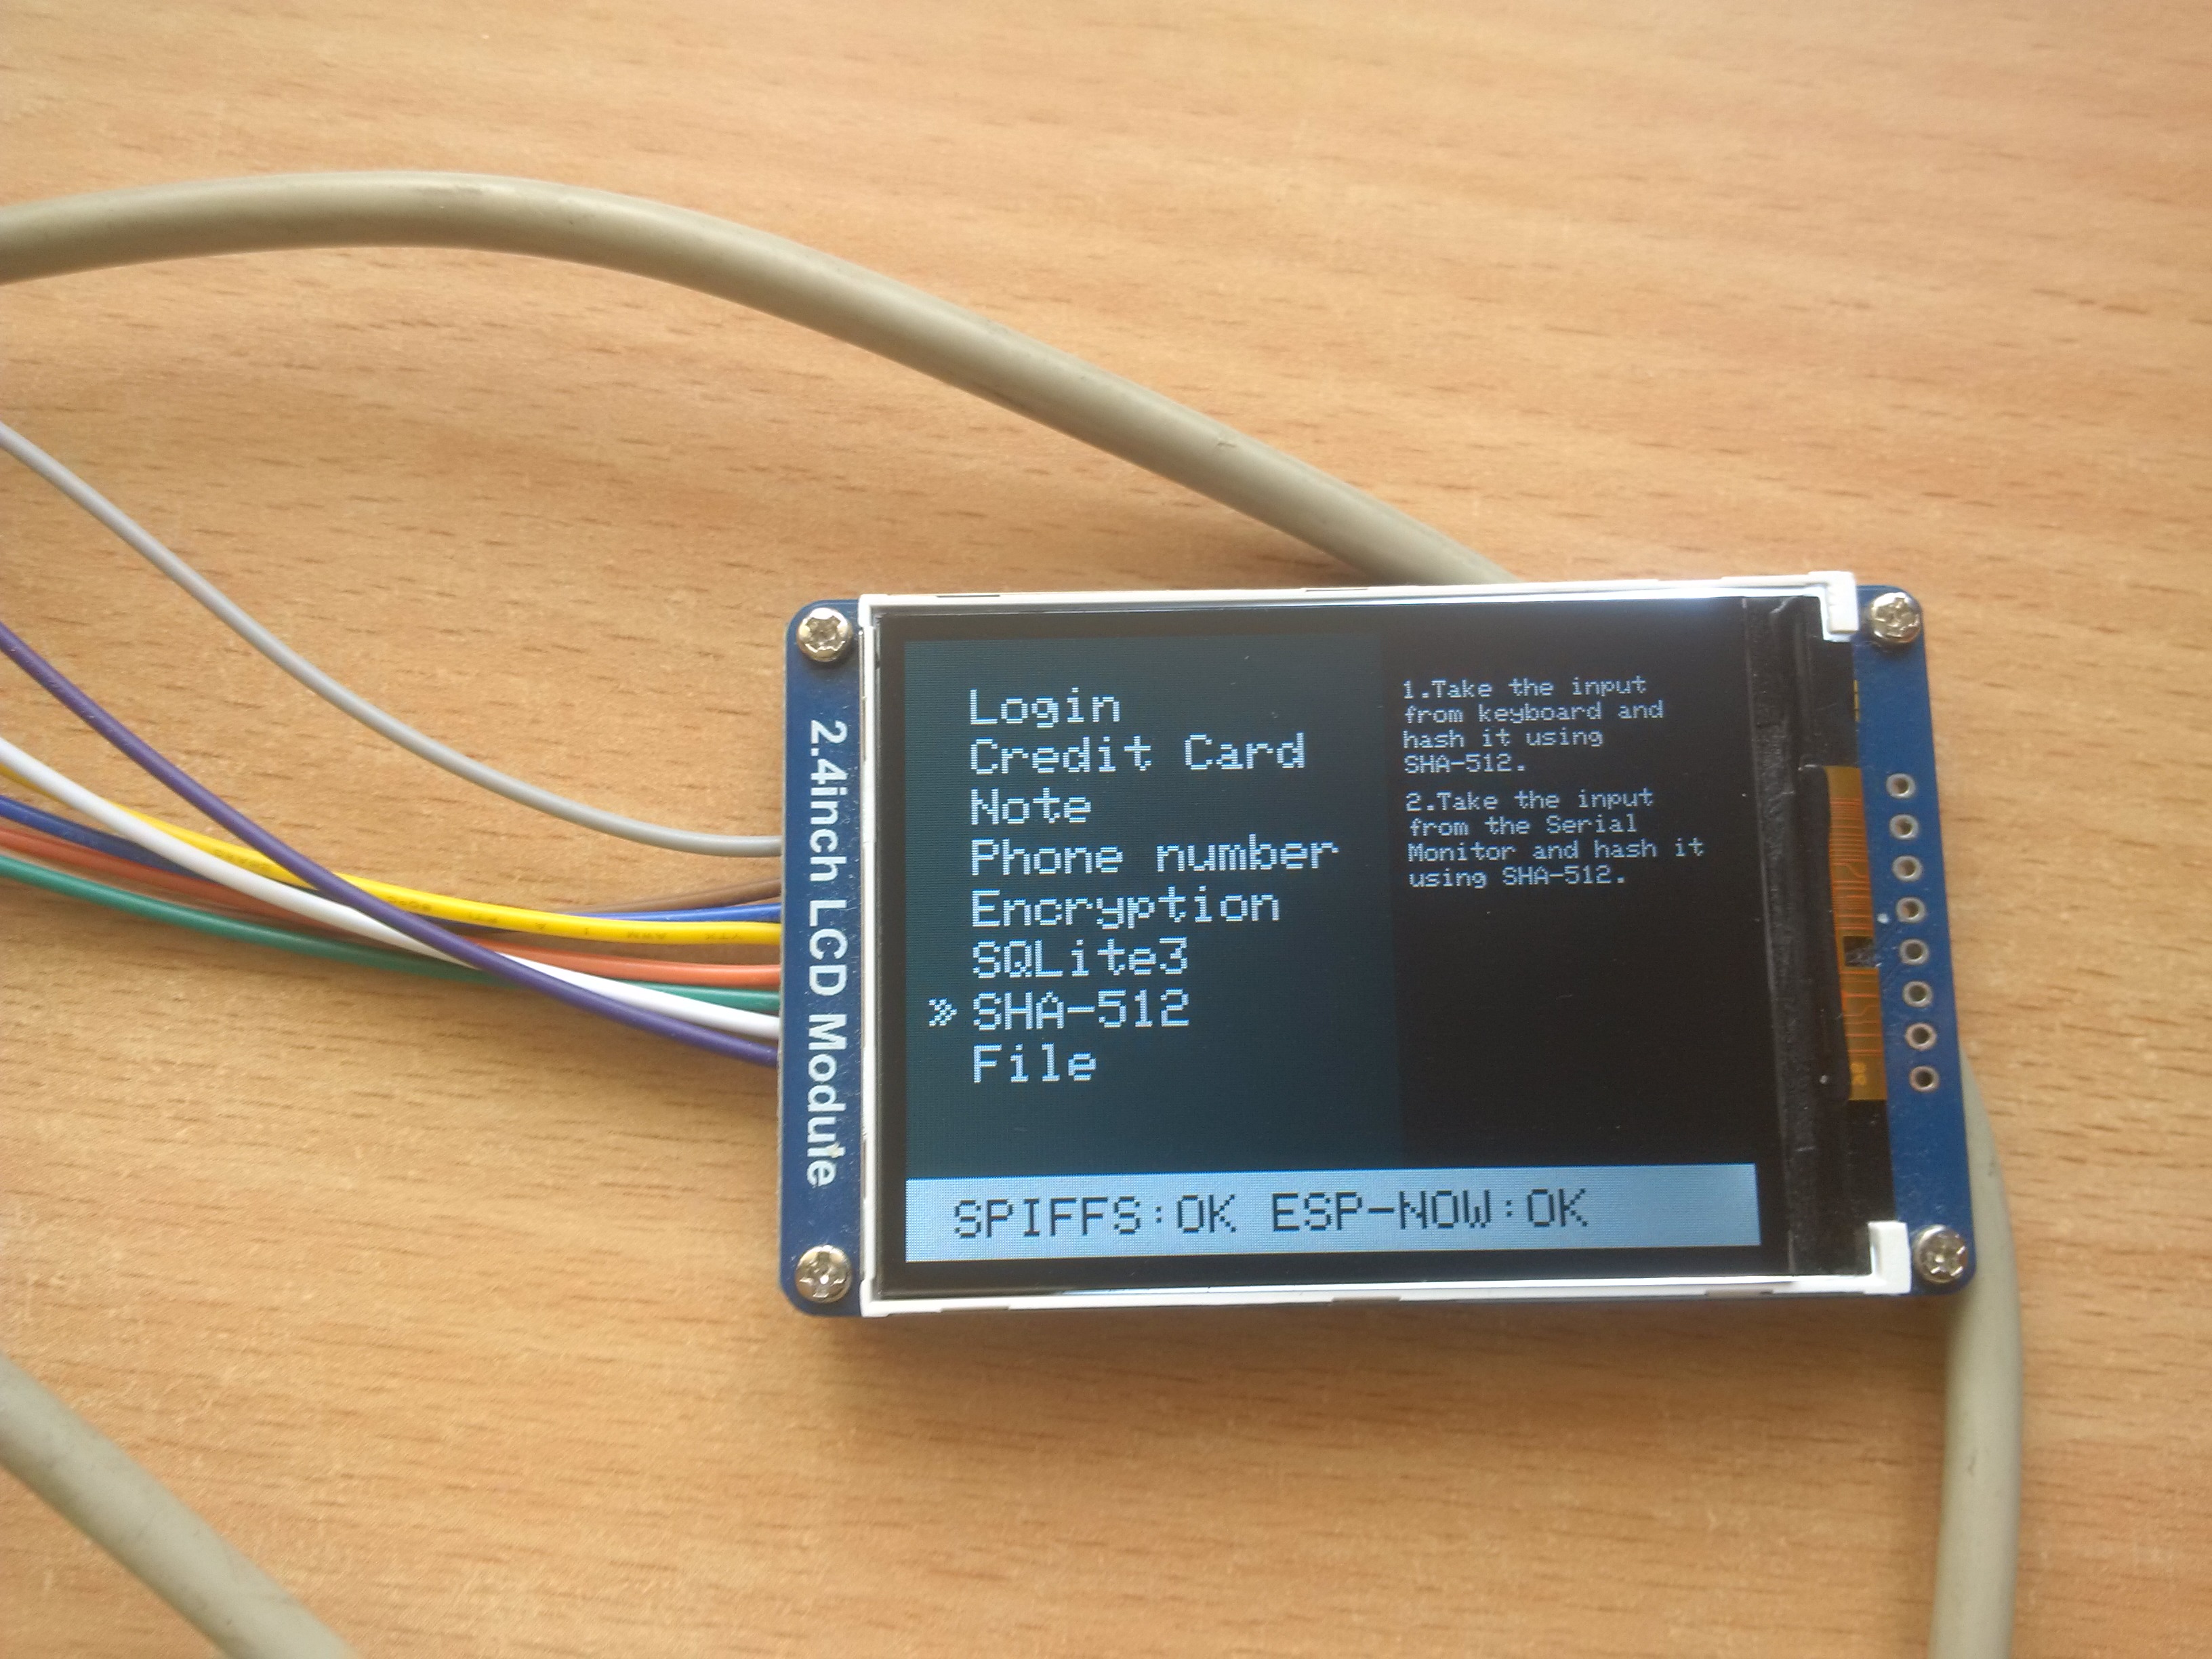 2.4inch LCD Module
Login
Credit Card
Note
Phone number
Encryption
SQLite3
» SHA-512
File
1.Take the input
from keyboard and
hash it using
SHA-512.
2.Take the input
from the Serial
Monitor and hash it
using SHA-512.
SPIFFS:OK ESP-NOW:OK